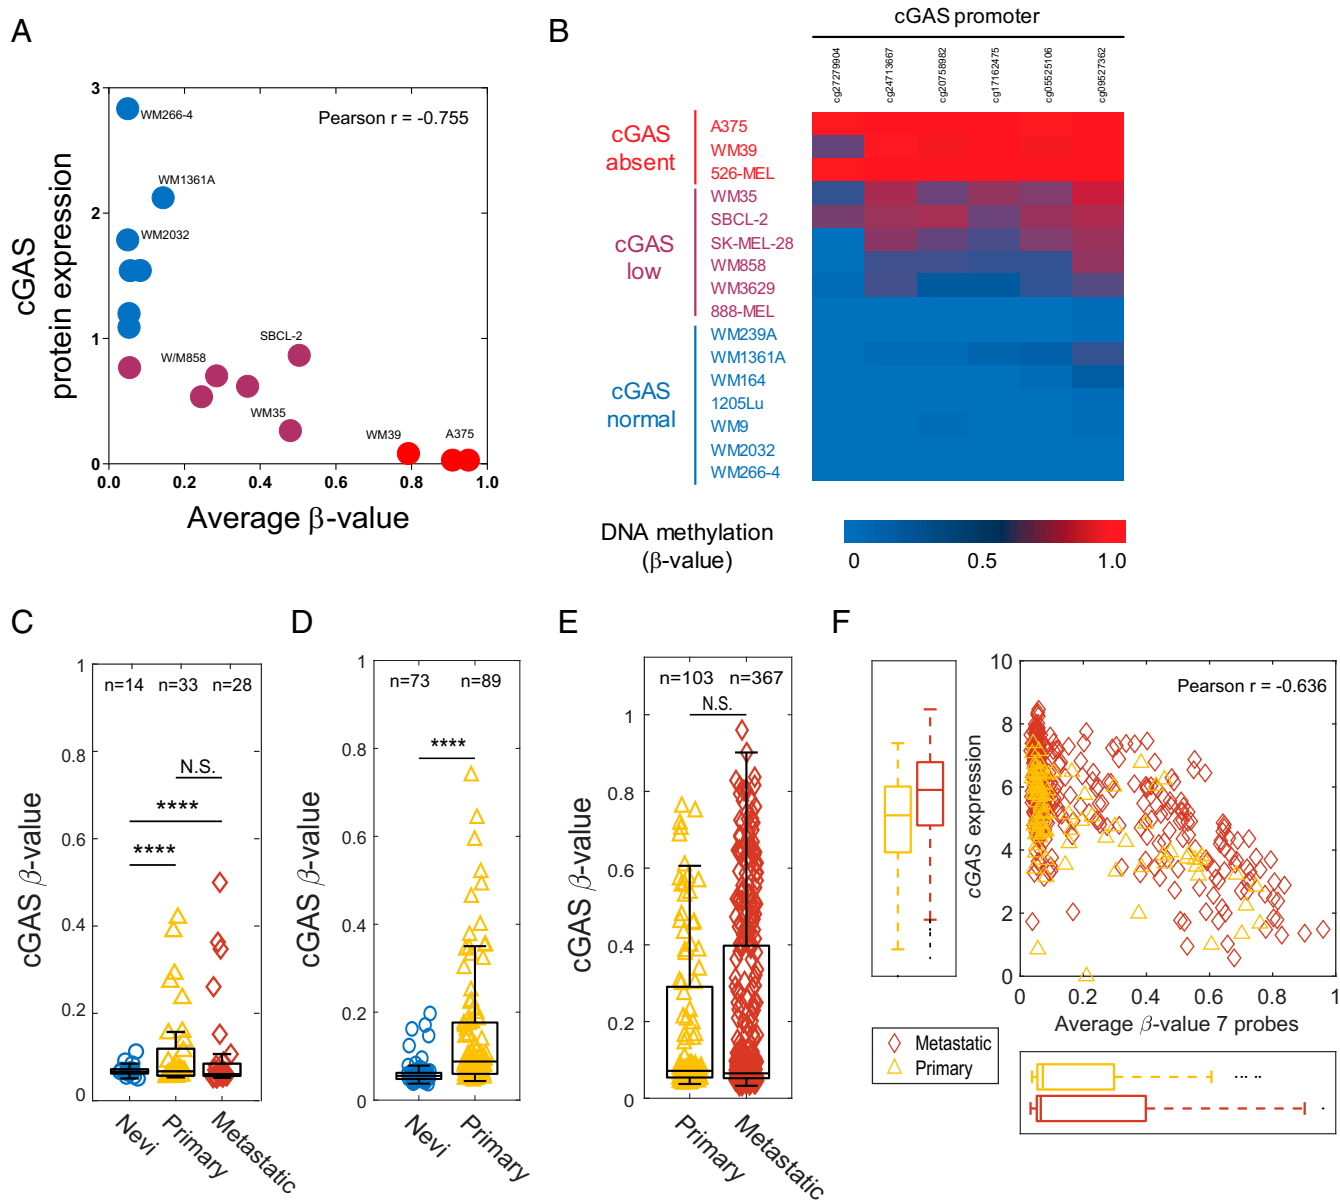 A
cGAS
protein expression
3
2
1
0
Pearson r = -0.755
WM266-4
WM1361A
WM2032
W/M858
SBCL-2
WM35
WM39
A375
0.0
0.2
0.4
0.6
0.8
1.0
Average β-value
B
cGAS promoter
cg27279904
cg24713667
cg20758982
cg17162475
cg05525106
cg09527362
cGAS
absent
A375
WM39
526-MEL
cGAS
low
WM35
SBCL-2
SK-MEL-28
WM858
WM3629
888-MEL
cGAS
normal
WM239A
WM1361A
WM164
1205Lu
WM9
WM2032
WM266-4
DNA methylation
(β-value)
0
0.5
1.0
C
cGAS β-value
1
0.8
0.6
0.4
0.2
0
n=14
n=33
n=28
N.S.
****
****
Nevi
Primary
Metastatic
D
cGAS β-value
1
0.8
0.6
0.4
0.2
0
n=73
n=89
****
Nevi
Primary
E
cGAS β-value
1
0.8
0.6
0.4
0.2
0
n=103
n=367
N.S.
Primary
Metastatic
F
cGAS expression
10
8
6
4
2
0
Pearson r = -0.636
0
0.2
0.4
0.6
0.8
1
Average β-value 7 probes
Metastatic
Primary